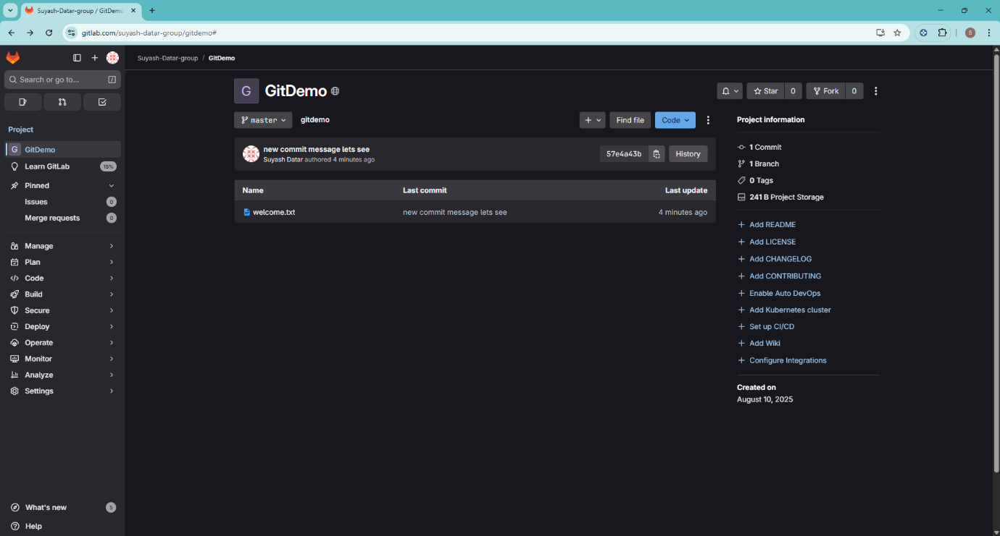 Suyash-Datar-group / GitDemo
gitlab.com/suyash-datar-group/gitdemo#
S
Search or go to... /
Project
G GitDemo
Learn GitLab 15%
Pinned
Issues 0
Merge requests 0
Manage
Plan
Code
Build
Secure
Deploy
Operate
Monitor
Analyze
Settings
What's new 5
Help
Suyash-Datar-group / GitDemo
G GitDemo
Star 0 Fork 0
master gitdemo
Find file Code
new commit message lets see
Suyash Datar authored 4 minutes ago
57e4a43b History
Name Last commit Last update
welcome.txt new commit message lets see 4 minutes ago
Project information
1 Commit
1 Branch
0 Tags
241 B Project Storage
Add README
Add LICENSE
Add CHANGELOG
Add CONTRIBUTING
Enable Auto DevOps
Add Kubernetes cluster
Set up CI/CD
Add Wiki
Configure Integrations
Created on
August 10, 2025